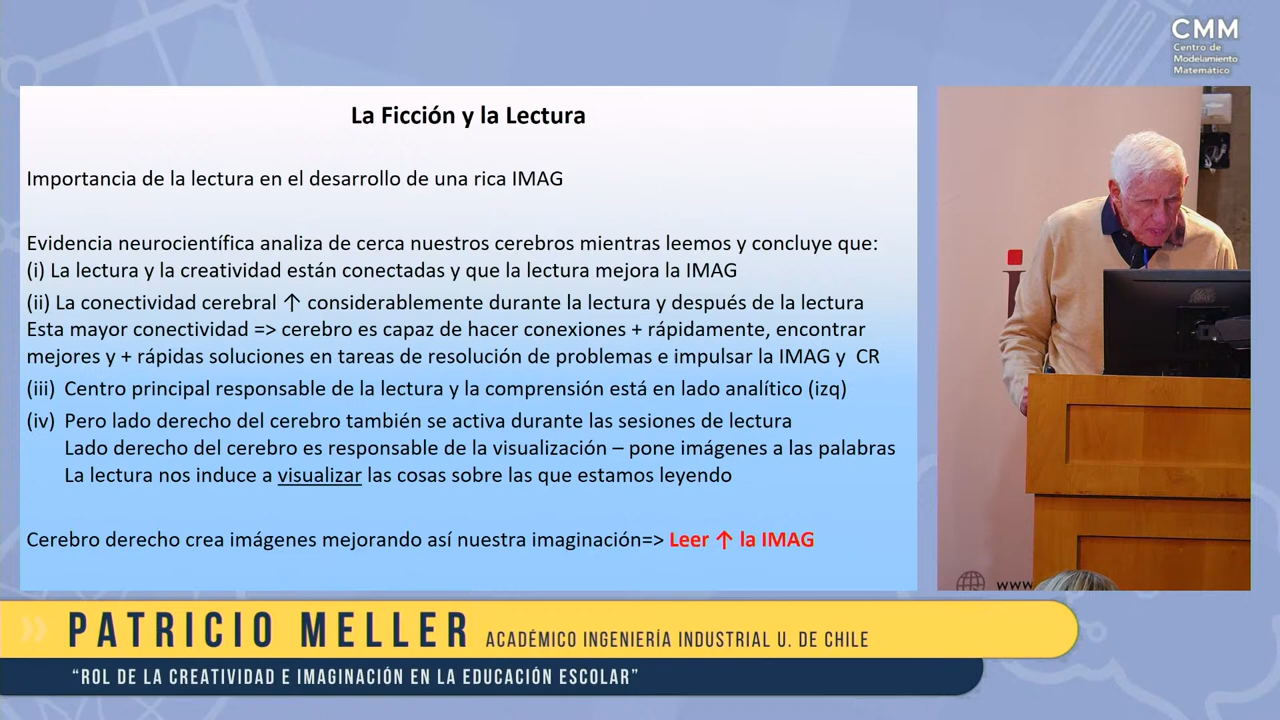 CMM
Centro de
Modelamiento
Matemático
La Ficción y la Lectura
Importancia de la lectura en el desarrollo de una rica IMAG
Evidencia neurocientífica analiza de cerca nuestros cerebros mientras leemos y concluye que:
(i) La lectura y la creatividad están conectadas y que la lectura mejora la IMAG
(ii) La conectividad cerebral ↑ considerablemente durante la lectura y después de la lectura
Esta mayor conectividad => cerebro es capaz de hacer conexiones + rápidamente, encontrar
mejores y + rápidas soluciones en tareas de resolución de problemas e impulsar la IMAG y CR
(iii) Centro principal responsable de la lectura y la comprensión está en lado analítico (izq)
(iv) Pero lado derecho del cerebro también se activa durante las sesiones de lectura
Lado derecho del cerebro es responsable de la visualización – pone imágenes a las palabras
La lectura nos induce a visualizar las cosas sobre las que estamos leyendo
Cerebro derecho crea imágenes mejorando así nuestra imaginación=> Leer ↑ la IMAG
www.
PATRICIO MELLER ACADÉMICO INGENIERÍA INDUSTRIAL U. DE CHILE
“ROL DE LA CREATIVIDAD E IMAGINACIÓN EN LA EDUCACIÓN ESCOLAR”